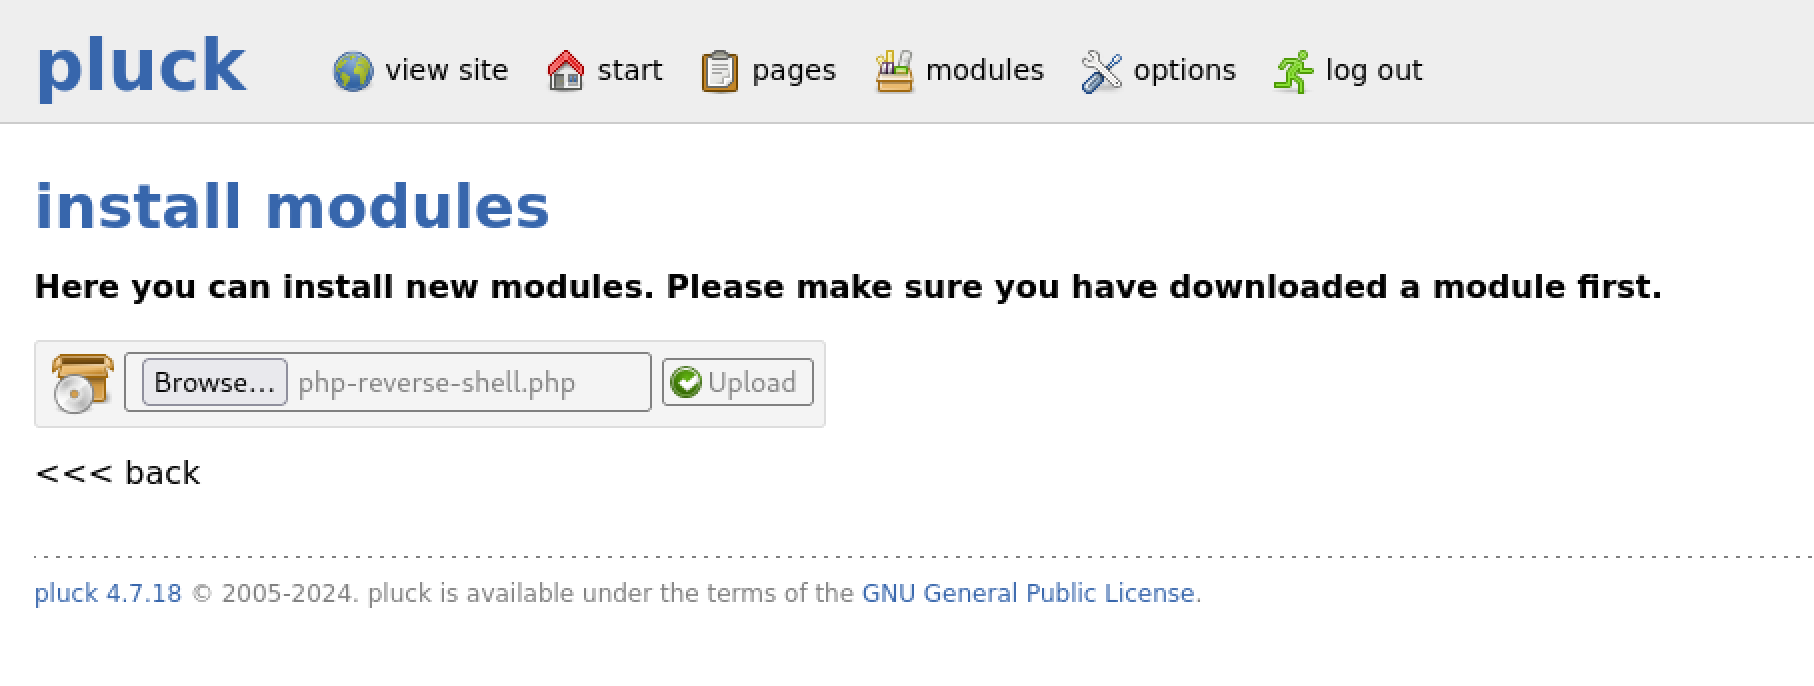 pluck view site start pages modules options log out
install modules
Here you can install new modules. Please make sure you have downloaded a module first.
Browse... php-reverse-shell.php Upload
<<< back
pluck 4.7.18 © 2005-2024. pluck is available under the terms of the GNU General Public License.